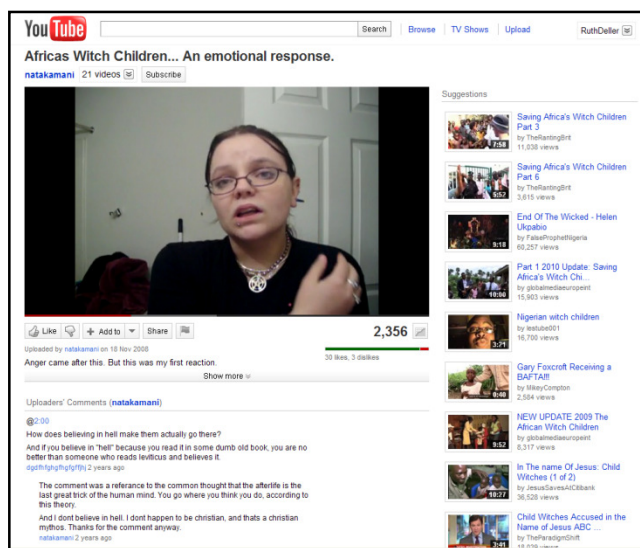 You Tube
Search
Browse
TV Shows
Upload
RuthDeller
Africas Witch Children... An emotional response.
natakamani 21 videos Subscribe
Suggestions
Saving Africa's Witch Children
Part 3
by TheRantingBrit
11,038 views
7:58
Saving Africa's Witch Children
Part 6
by TheRantingBrit
3,615 views
5:57
End Of The Wicked - Helen
Ukpabio
by FalseProphetNigeria
60,257 views
9:18
Part 1 2010 Update: Saving
Africa's Witch Chi...
by globalmediaeuropeint
15,903 views
10:00
Nigerian witch children
by
16,700 views
3:21
Gary Foxcroft Receiving a
BAFTA!!!
by MikeyCompton
2,504 views
NEW UPDATE 2009 The
African Witch Children
by globalmediaeuropeint
8,317 views
9:52
In The name Of Jesus: Child
Witches (1 of 2)
by JesusSavesAtCitibank
36,528 views
10:27
Child Witches Accused in the
Name of Jesus ABC ...
by TheParadigmShift
3:41
Like
Add to
Share
2,356
Uploaded by natakamani on 18 Nov 2008
30 likes, 3 dislikes
Anger came after this. But this was my first reaction.
Show more
Uploaders' Comments (natakamani)
@2:00
How does believing in hell make them actually go there?
And if you believe in "hell" because you read it in some dumb old book, you are no
better than someone who reads leviticus and believes it.
2 years ago
The comment was a referance to the common thought that the afterlife is the
last great trick of the human mind. You go where you think you do, according to
this theory.
And I dont believe in hell. I dont happen to be christian, and thats a christian
mythos. Thanks for the comment anyway.
natakamani 2 years ago